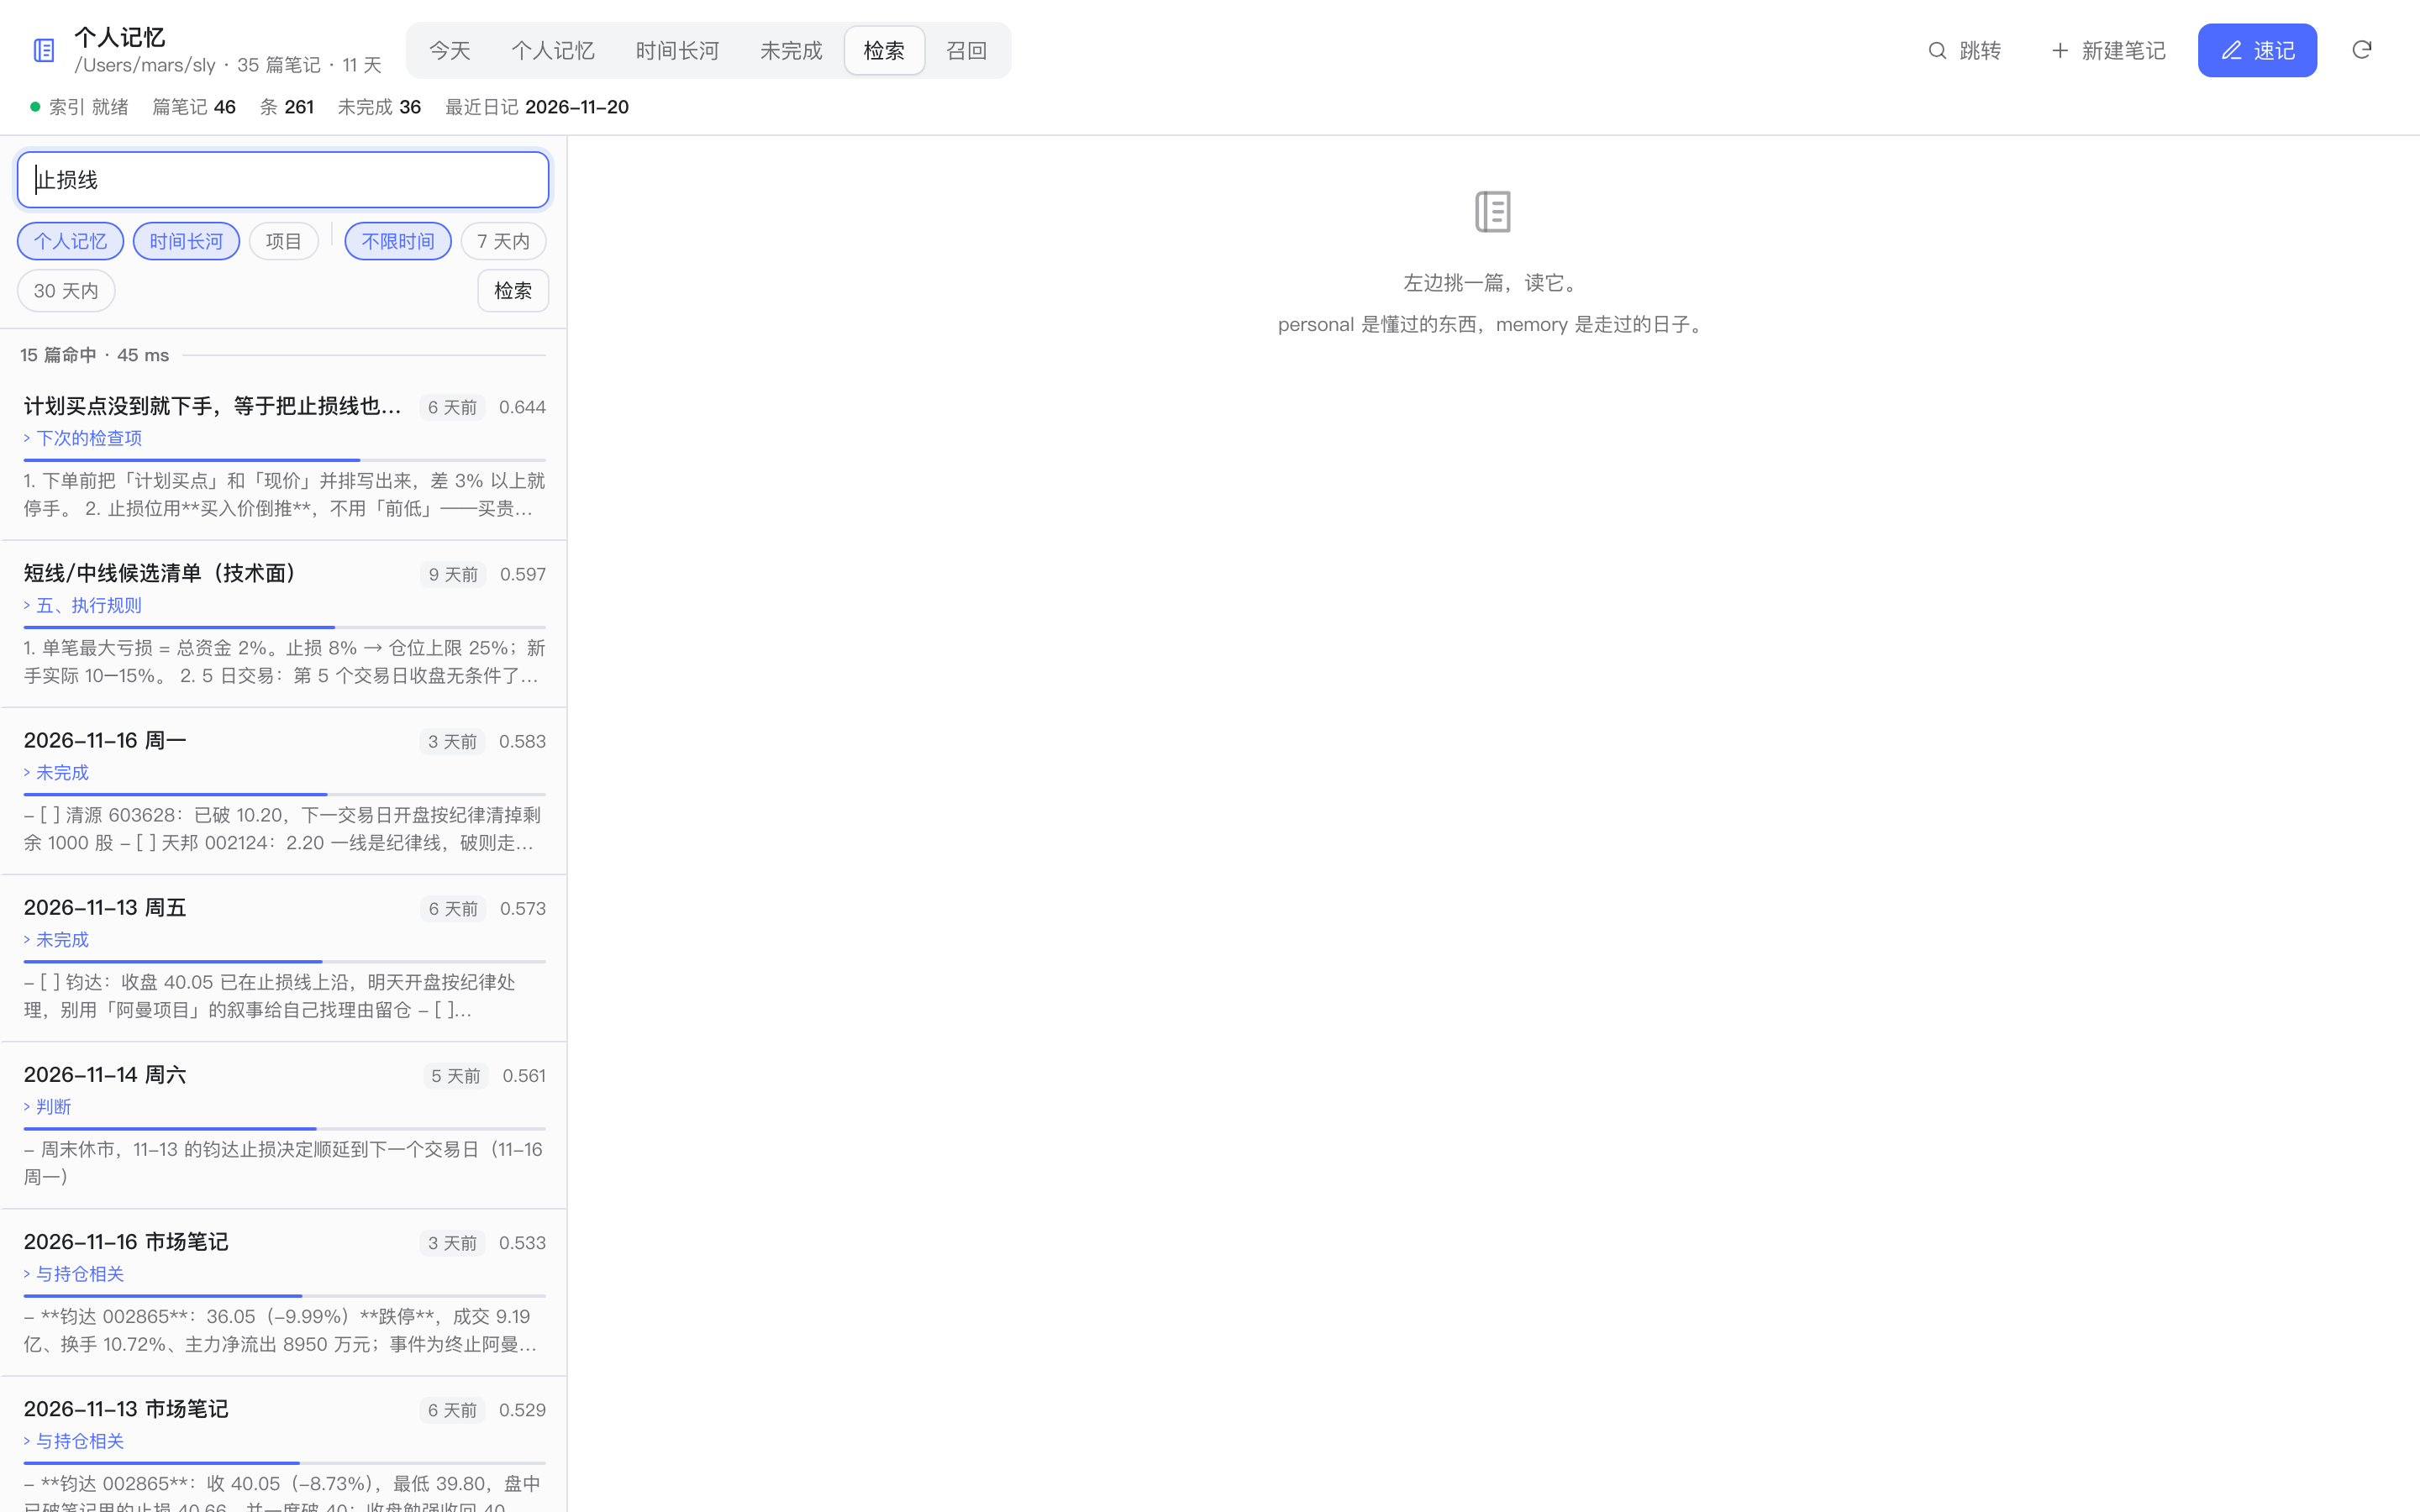 个人记忆
/Users/mars/sly · 35 篇笔记 · 11 天
今天 个人记忆 时间长河 未完成 检索 召回
跳转 新建笔记 速记
索引 就绪 篇笔记 46 条 261 未完成 36 最近日记 2026-11-20
止损线
个人记忆 时间长河 项目 不限时间 7 天内
30 天内 检索
15 篇命中 · 45 ms
计划买点没到就下手，等于把止损线也… 6 天前 0.644
› 下次的检查项
1. 下单前把「计划买点」和「现价」并排写出来，差 3% 以上就
停手。 2. 止损位用**买入价倒推**，不用「前低」——买贵…
短线/中线候选清单（技术面） 9 天前 0.597
› 五、执行规则
1. 单笔最大亏损 = 总资金 2%。止损 8% → 仓位上限 25%；新
手实际 10–15%。 2. 5 日交易：第 5 个交易日收盘无条件了…
2026-11-16 周一 3 天前 0.583
› 未完成
- [ ] 清源 603628：已破 10.20，下一交易日开盘按纪律清掉剩
余 1000 股 - [ ] 天邦 002124：2.20 一线是纪律线，破则走…
2026-11-13 周五 6 天前 0.573
› 未完成
- [ ] 钧达：收盘 40.05 已在止损线上沿，明天开盘按纪律处
理，别用「阿曼项目」的叙事给自己找理由留仓 - [ ]…
2026-11-14 周六 5 天前 0.561
› 判断
- 周末休市，11-13 的钧达止损决定顺延到下一个交易日（11-16
周一）
2026-11-16 市场笔记 3 天前 0.533
› 与持仓相关
- **钧达 002865**：36.05（-9.99%）**跌停**，成交 9.19
亿、换手 10.72%、主力净流出 8950 万元；事件为终止阿曼…
2026-11-13 市场笔记 6 天前 0.529
› 与持仓相关
- **钧达 002865**：收 40.05（-8.73%），最低 39.80，盘中
已破笔记里的止损 40.66，并一度破 40；收盘勉强收回 40
左边挑一篇，读它。
personal 是懂过的东西，memory 是走过的日子。